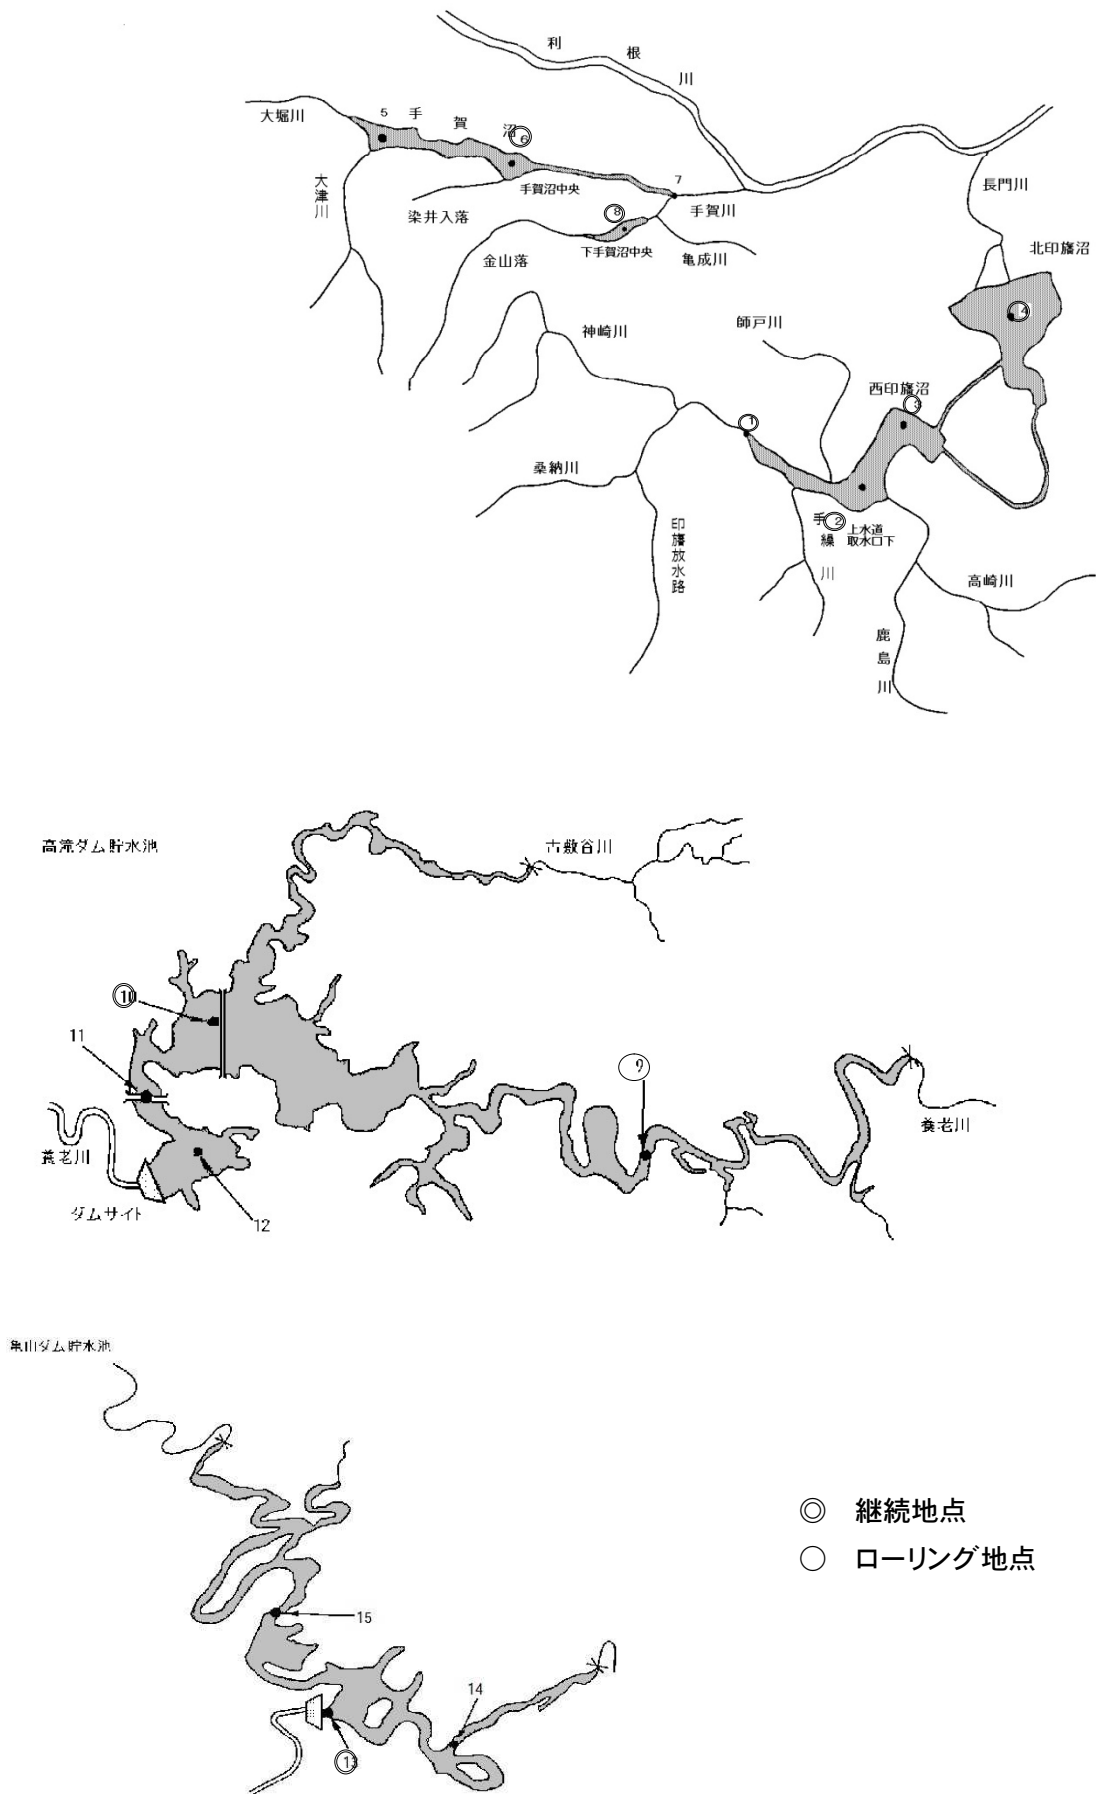 利根川
大堀川
5
手賀沼
6
大津川
手賀沼中央
染井入落
7
手賀川
長門川
8
金山落
下手賀沼中央
亀成川
北印旛沼
4
神崎川
師戸川
西印旛沼
3
1
桑納川
印旛放水路
手繰川
2
上水道
取水口下
高崎川
鹿島川
高滝ダム貯水池
古敷谷川
10
11
9
養老川
養老川
ダムサイト
12
亀山ダム貯水池
◎ 継続地点
○ ローリング地点
15
14
13